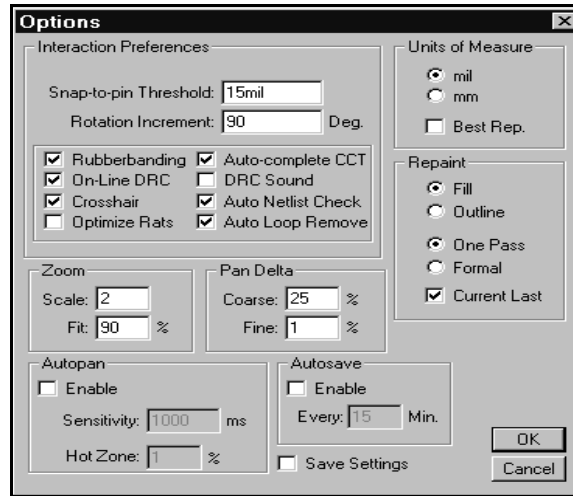 Options
Interaction Preferences
Snap-to-pin Threshold: 15mil
Rotation Increment: 90 Deg.
Rubberbanding
Auto-complete CCT
On-Line DRC
DRC Sound
Crosshair
Auto Netlist Check
Optimize Rats
Auto Loop Remove
Units of Measure
mil
mm
Best Rep.
Repaint
Fill
Outline
One Pass
Formal
Current Last
Zoom
Scale: 2
Fit: 90 %
Pan Delta
Coarse: 25 %
Fine: 1 %
Autopan
Enable
Sensitivity: 1000 ms
Hot Zone: 1 %
Autosave
Enable
Every: 15 Min.
Save Settings
OK
Cancel